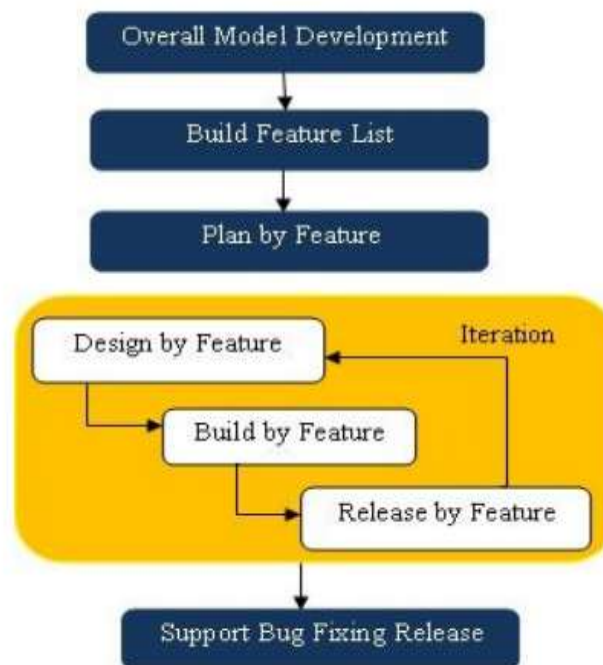 Overall Model Development
Build Feature List
Plan by Feature
Design by Feature
Iteration
Build by Feature
Release by Feature
Support Bug Fixing Release